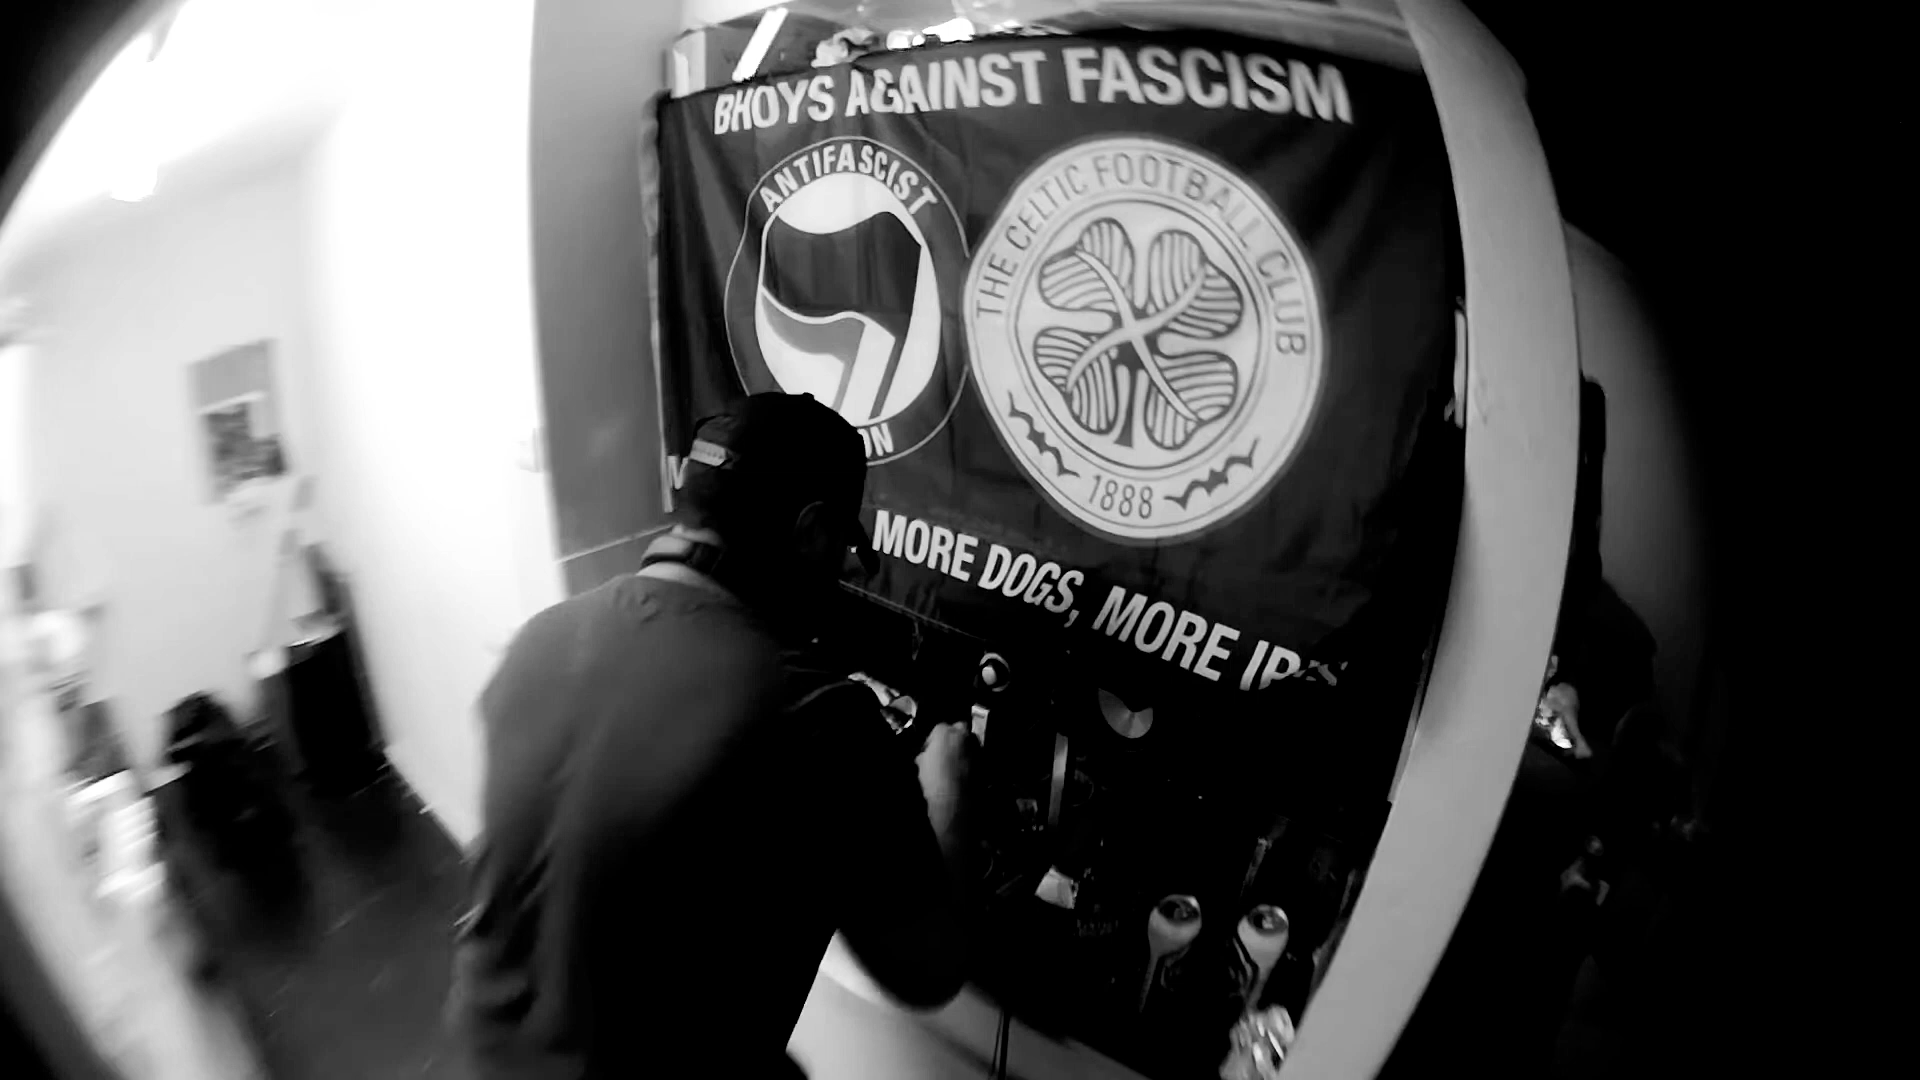 BHOYS AGAINST FASCISM
ANTIFASCIST
THE CELTIC FOOTBALL CLUB
1888
MORE DOGS, MORE